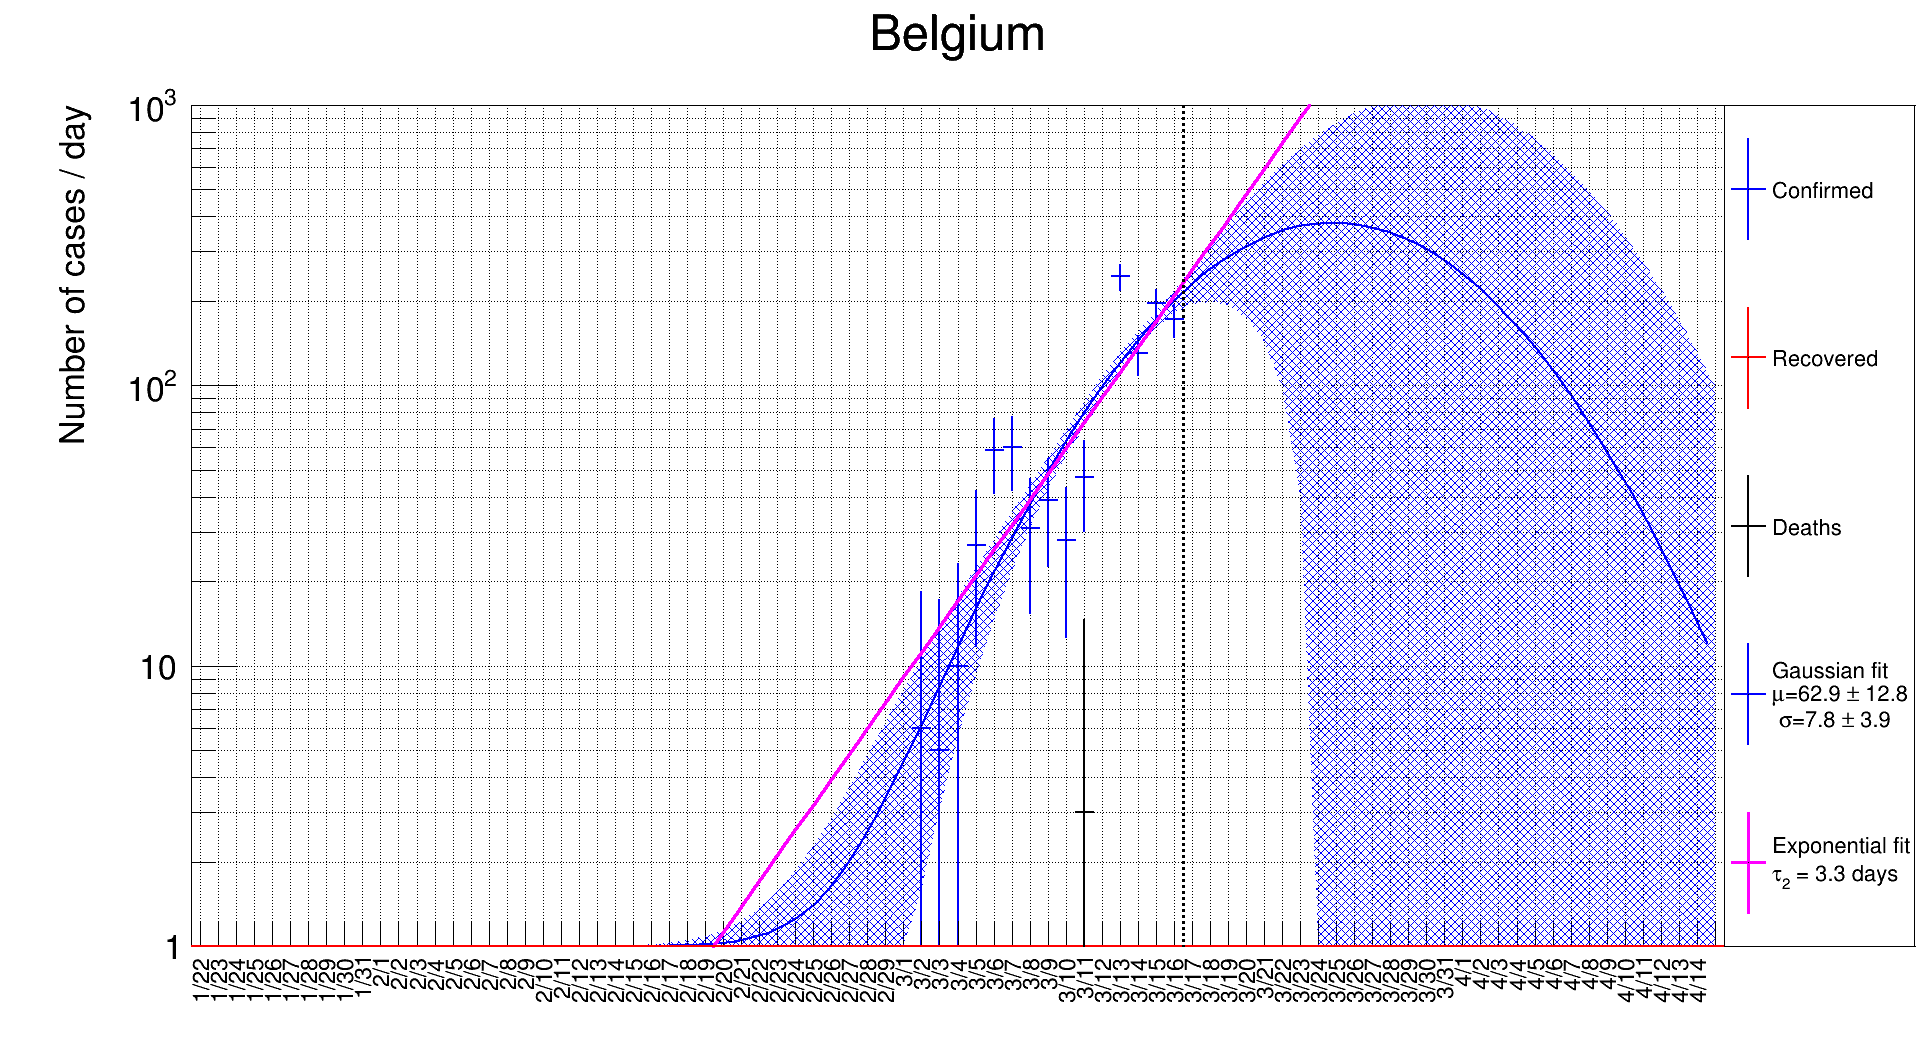 Belgium
Number of cases / day
10³
10²
10
1
1/22 1/23 1/24 1/25 1/26 1/27 1/28 1/29 1/30 1/31 2/1 2/2 2/3 2/4 2/5 2/6 2/7 2/8 2/9 2/10 2/11 2/12 2/13 2/14 2/15 2/16 2/17 2/18 2/19 2/20 2/21 2/22 2/23 2/24 2/25 2/26 2/27 2/28 2/29 3/1 3/2 3/3 3/4 3/5 3/6 3/7 3/8 3/9 3/10 3/11 3/12 3/13 3/14 3/15 3/16 3/17 3/18 3/19 3/20 3/21 3/22 3/23 3/24 3/25 3/26 3/27 3/28 3/29 3/30 3/31 4/1 4/2 4/3 4/4 4/5 4/6 4/7 4/8 4/9 4/10 4/11 4/12 4/13 4/14
Confirmed
Recovered
Deaths
Gaussian fit
μ=62.9 ± 12.8
σ=7.8 ± 3.9
Exponential fit
τ₂ = 3.3 days